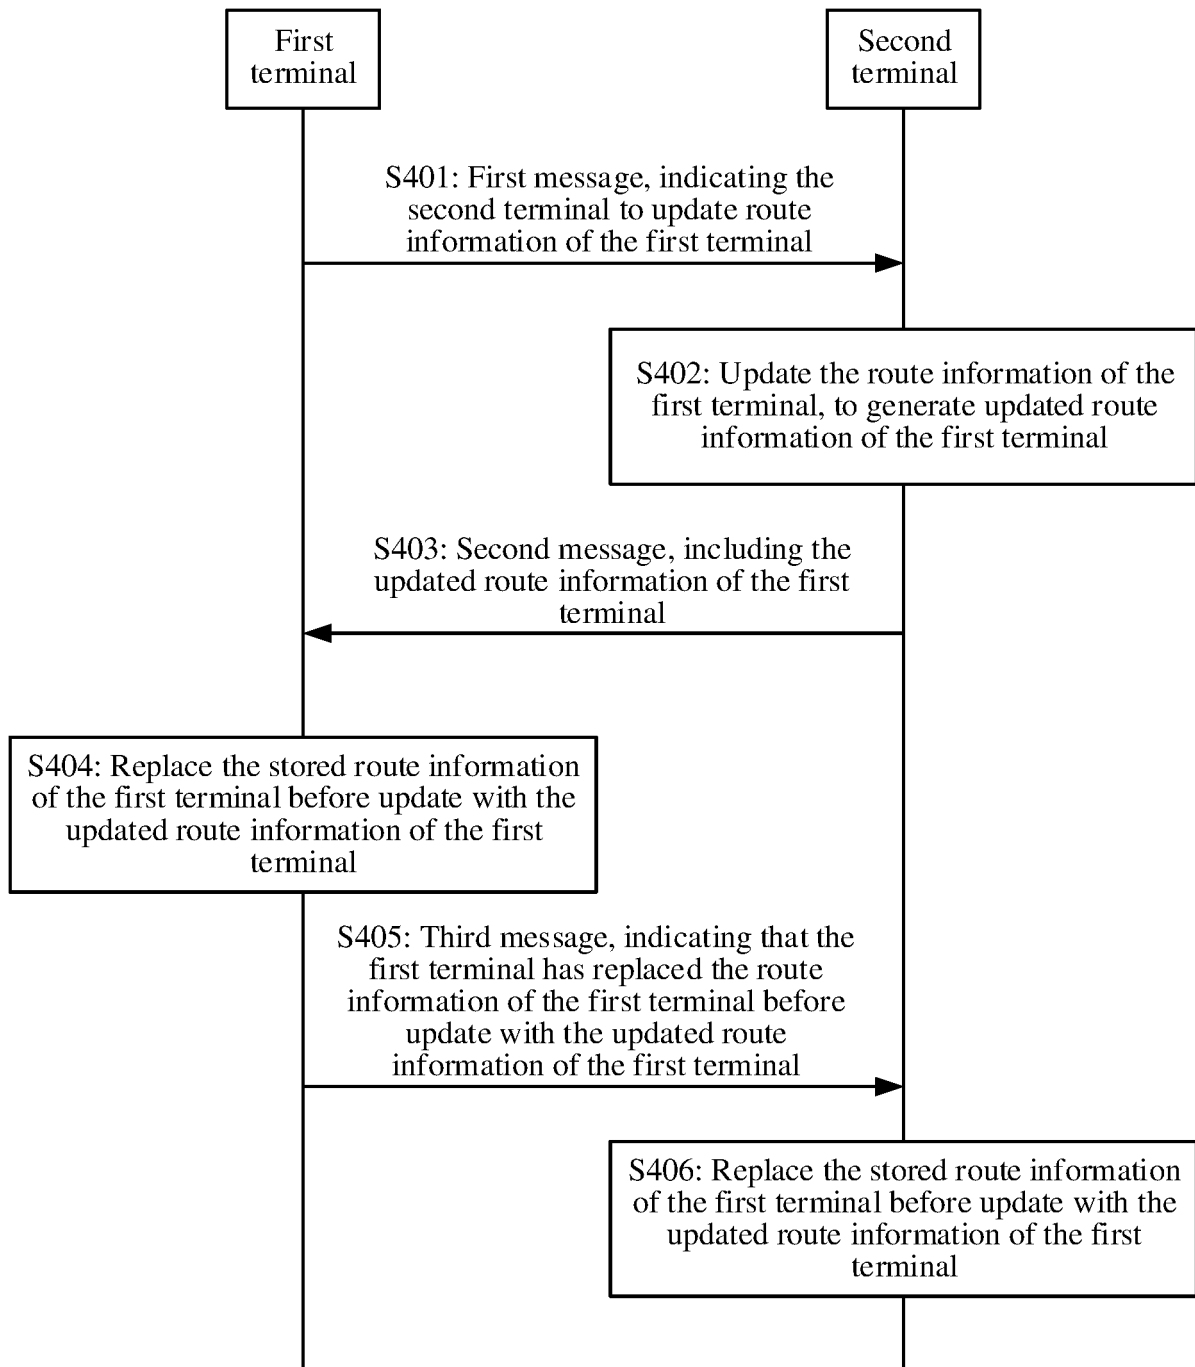 First
terminal
Second
terminal
S401: First message, indicating the
second terminal to update route
information of the first terminal
S402: Update the route information of the
first terminal, to generate updated route
information of the first terminal
S403: Second message, including the
updated route information of the first
terminal
S404: Replace the stored route information
of the first terminal before update with the
updated route information of the first
terminal
S405: Third message, indicating that the
first terminal has replaced the route
information of the first terminal before
update with the updated route
information of the first terminal
S406: Replace the stored route information
of the first terminal before update with the
updated route information of the first
terminal